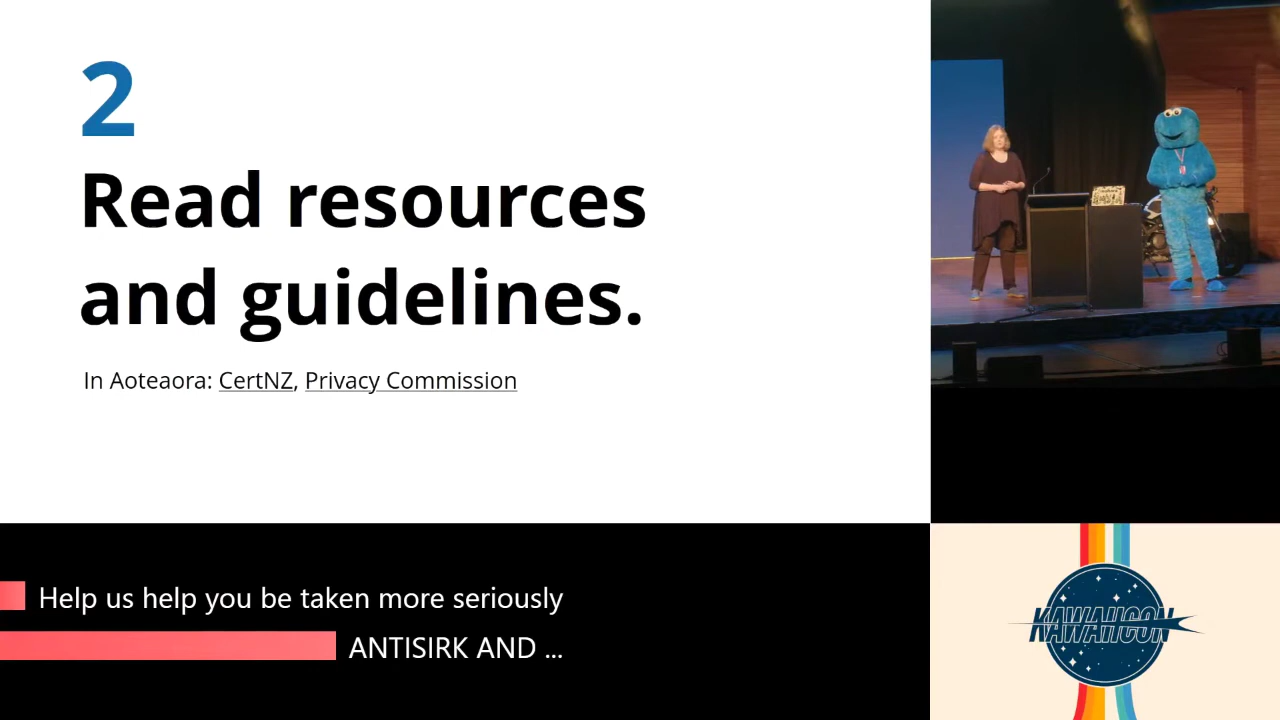 2
Read resources
and guidelines.
In Aoteaora: CertNZ, Privacy Commission
Help us help you be taken more seriously
ANTISIRK AND ...
KAWAIICON